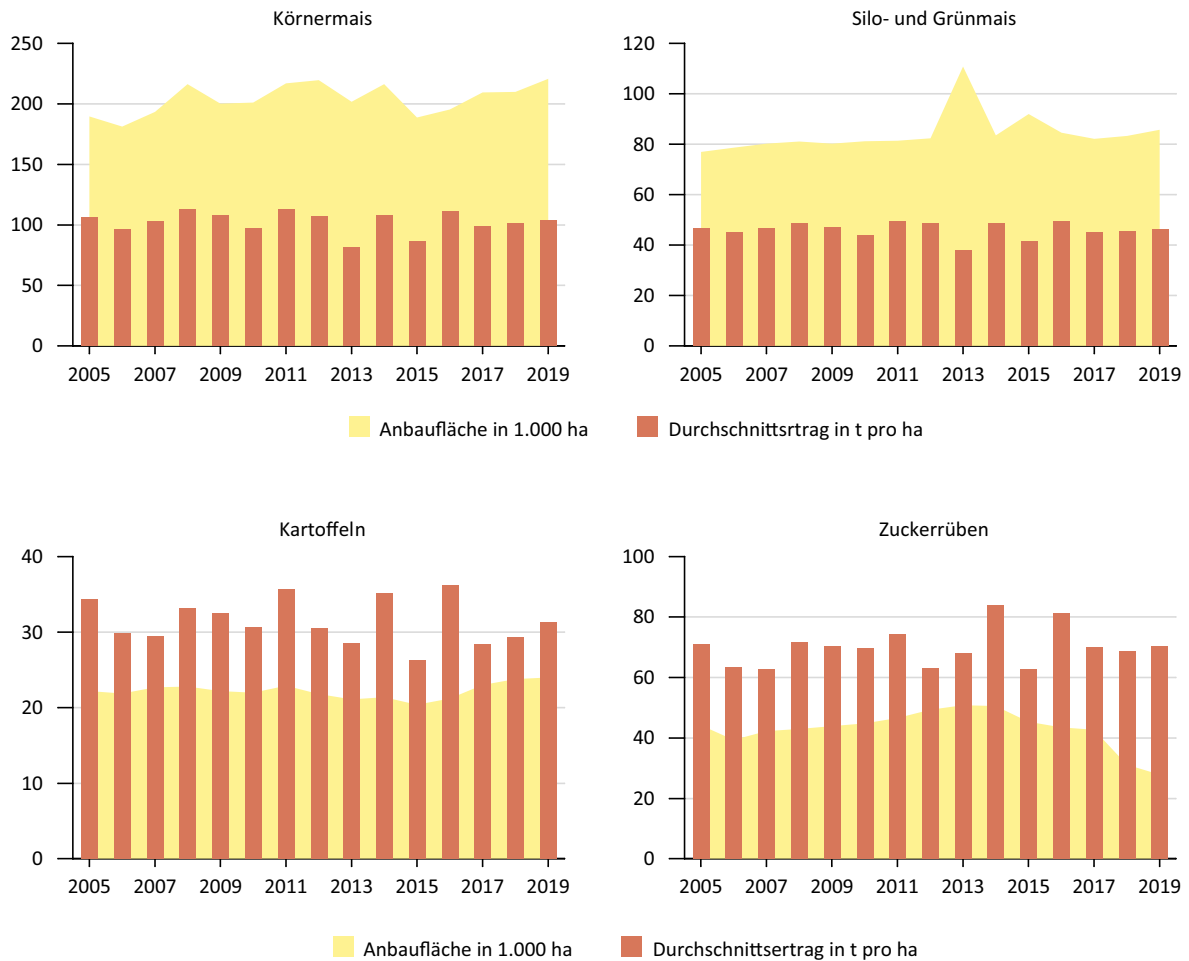 Körnermais
250
200
150
100
50
0
2005 2007 2009 2011 2013 2015 2017 2019
Silo- und Grünmais
120
100
80
60
40
20
0
2005 2007 2009 2011 2013 2015 2017 2019
Anbaufläche in 1.000 ha Durchschnittsrtrag in t pro ha
Kartoffeln
40
30
20
10
0
2005 2007 2009 2011 2013 2015 2017 2019
Zuckerrüben
100
80
60
40
20
0
2005 2007 2009 2011 2013 2015 2017 2019
Anbaufläche in 1.000 ha Durchschnittsertrag in t pro ha